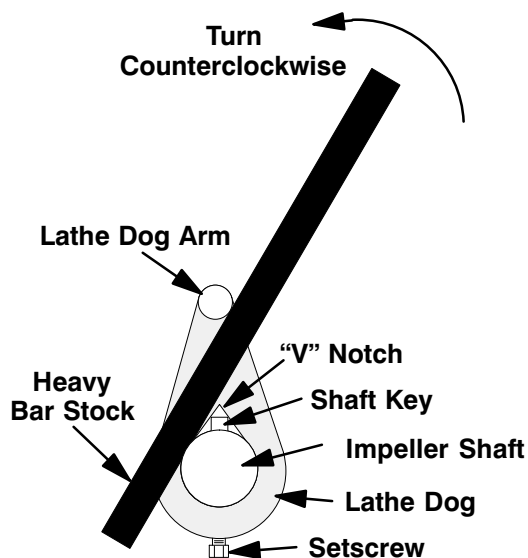 Turn
Counterclockwise
Lathe Dog Arm
“V” Notch
Heavy
Bar Stock
Shaft Key
Impeller Shaft
Lathe Dog
Setscrew